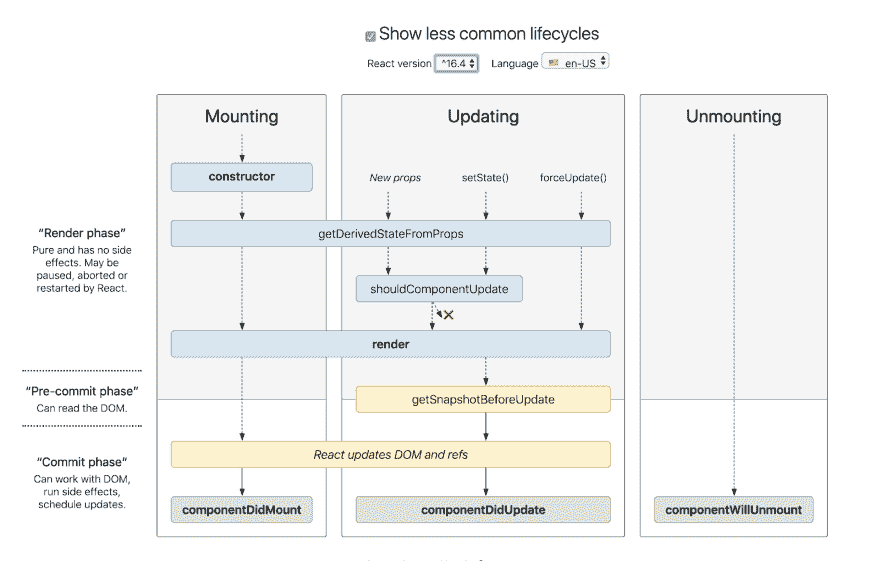 Show less common lifecycles
React version ^16.4 Language en-US
Mounting
Updating
Unmounting
constructor
New props
setState()
forceUpdate()
"Render phase"
Pure and has no side
effects. May be
paused, aborted or
restarted by React.
getDerivedStateFromProps
shouldComponentUpdate
render
"Pre-commit phase"
Can read the DOM.
getSnapshotBeforeUpdate
"Commit phase"
Can work with DOM,
run side effects,
schedule updates.
React updates DOM and refs
componentDidMount
componentDidUpdate
componentWillUnmount